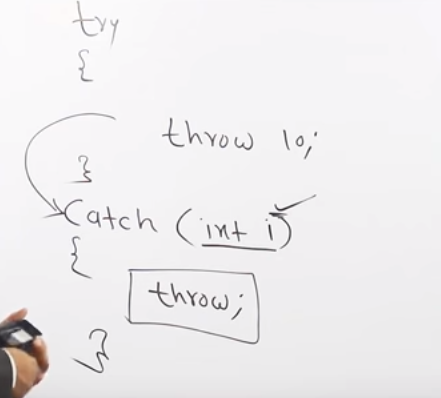 try
{
throw 10;
}
Catch (int i)
{
throw;
}